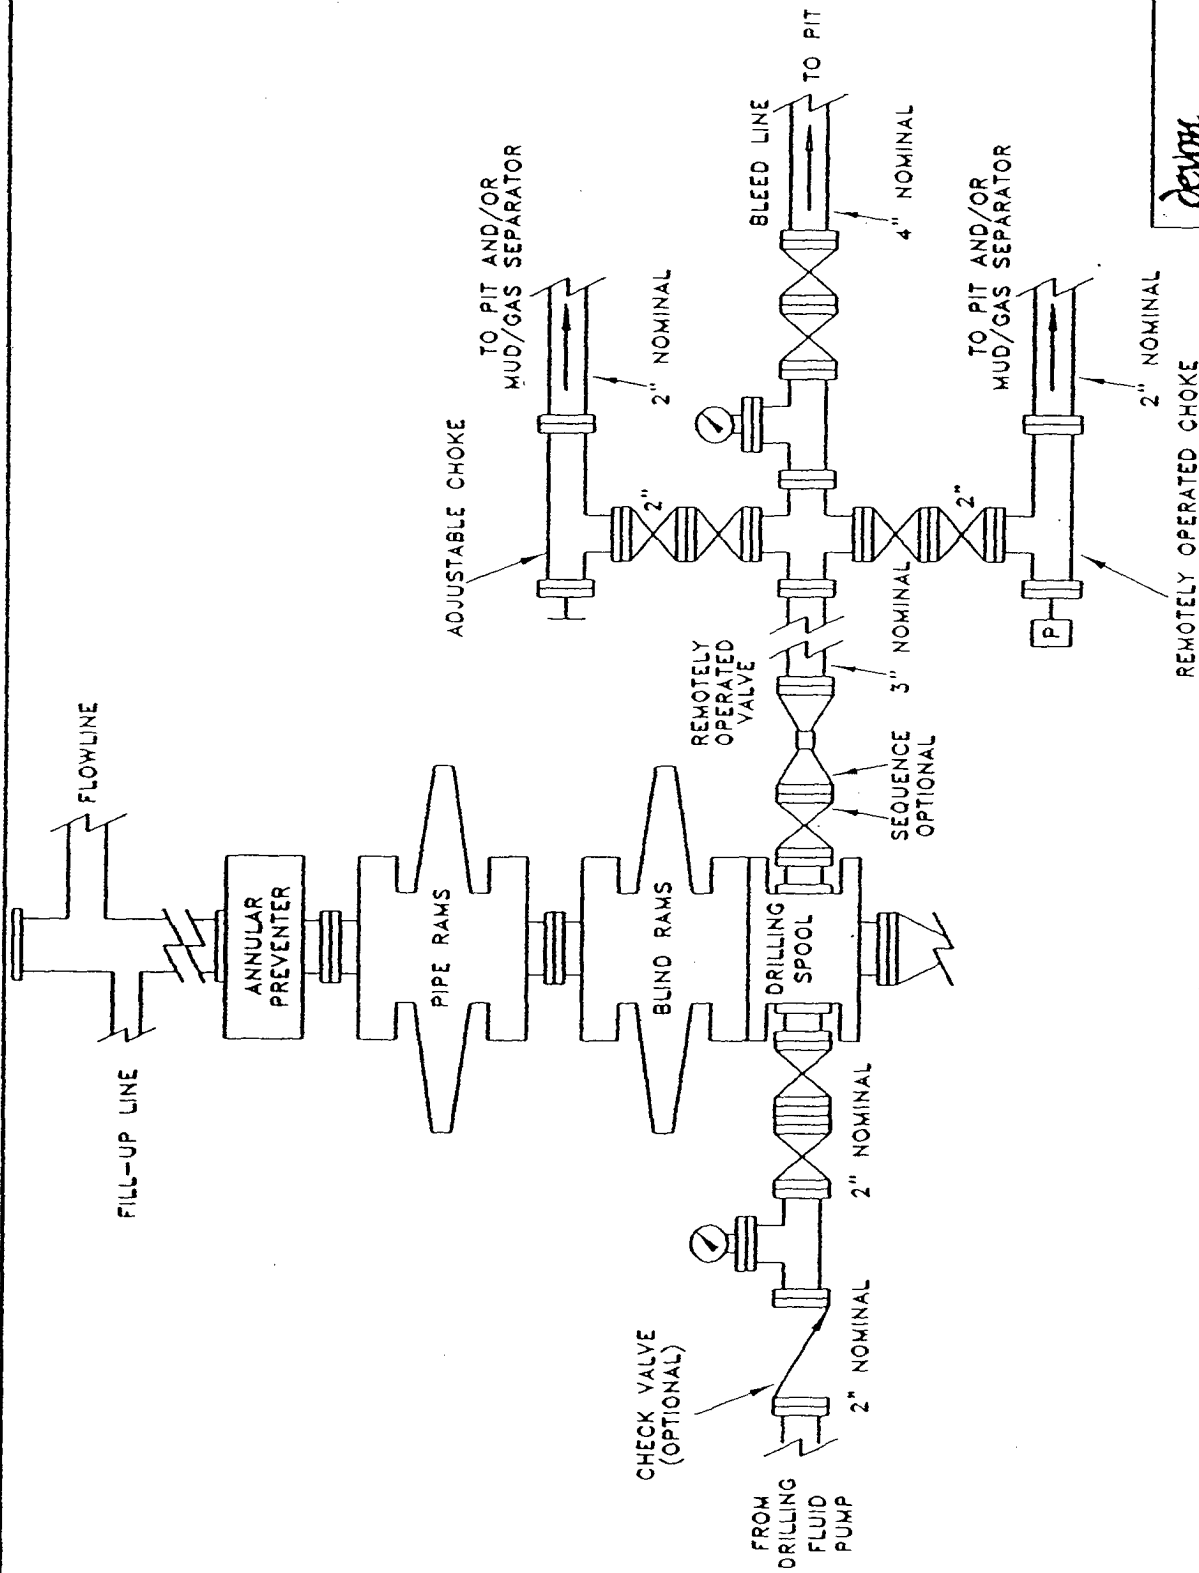 FLOWLINE
FILL-UP LINE
ANNULAR
PREVENTER
PIPE RAMS
BLIND RAMS
DRILLING
SPOOL
ADJUSTABLE CHOKE
TO PIT AND/OR
MUD/GAS SEPARATOR
2" NOMINAL
2"
BLEED LINE
TO PIT
4" NOMINAL
REMOTELY
OPERATED
VALVE
3" NOMINAL
SEQUENCE
OPTIONAL
2"
TO PIT AND/OR
MUD/GAS SEPARATOR
2" NOMINAL
P
REMOTELY OPERATED CHOKE
CHECK VALVE
(OPTIONAL)
2" NOMINAL
2" NOMINAL
FROM
DRILLING
FLUID
PUMP
devon